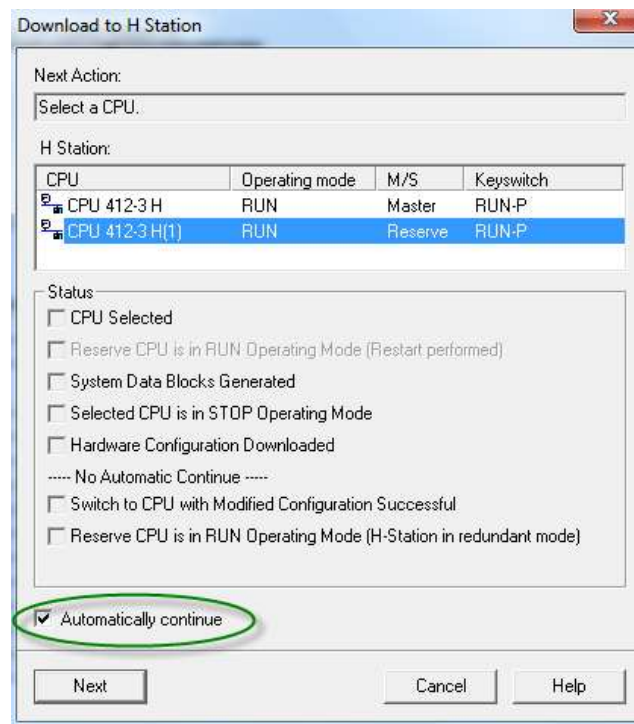 Download to H Station
Next Action:
Select a CPU.
H Station:
CPU Operating mode M/S Keyswitch
CPU 412-3 H RUN Master RUN-P
CPU 412-3 H(1) RUN Reserve RUN-P
Status
CPU Selected
Reserve CPU is in RUN Operating Mode (Restart performed)
System Data Blocks Generated
Selected CPU is in STOP Operating Mode
Hardware Configuration Downloaded
----- No Automatic Continue -----
Switch to CPU with Modified Configuration Successful
Reserve CPU is in RUN Operating Mode (H-Station in redundant mode)
Automatically continue
Next Cancel Help